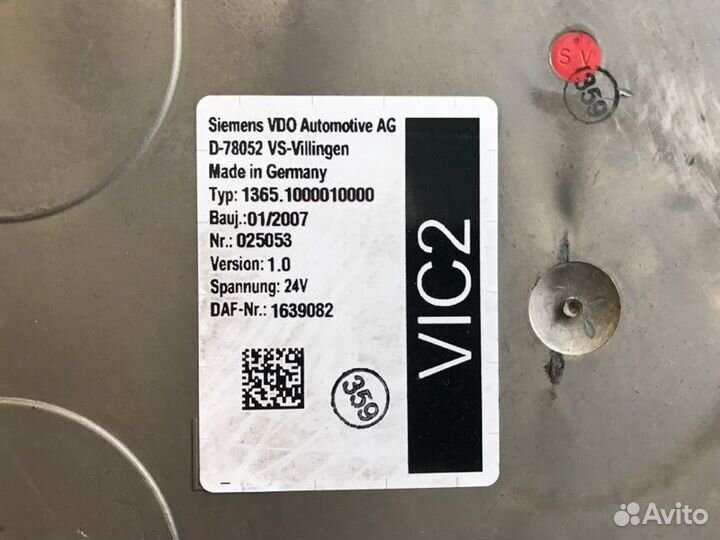 SV
359
Siemens VDO Automotive AG
D-78052 VS-Villingen
Made in Germany
Typ: 1365.1000010000
Bauj.:01/2007
Nr.: 025053
Version: 1.0
Spannung: 24V
DAF-Nr.: 1639082
VIC2
359
Avito